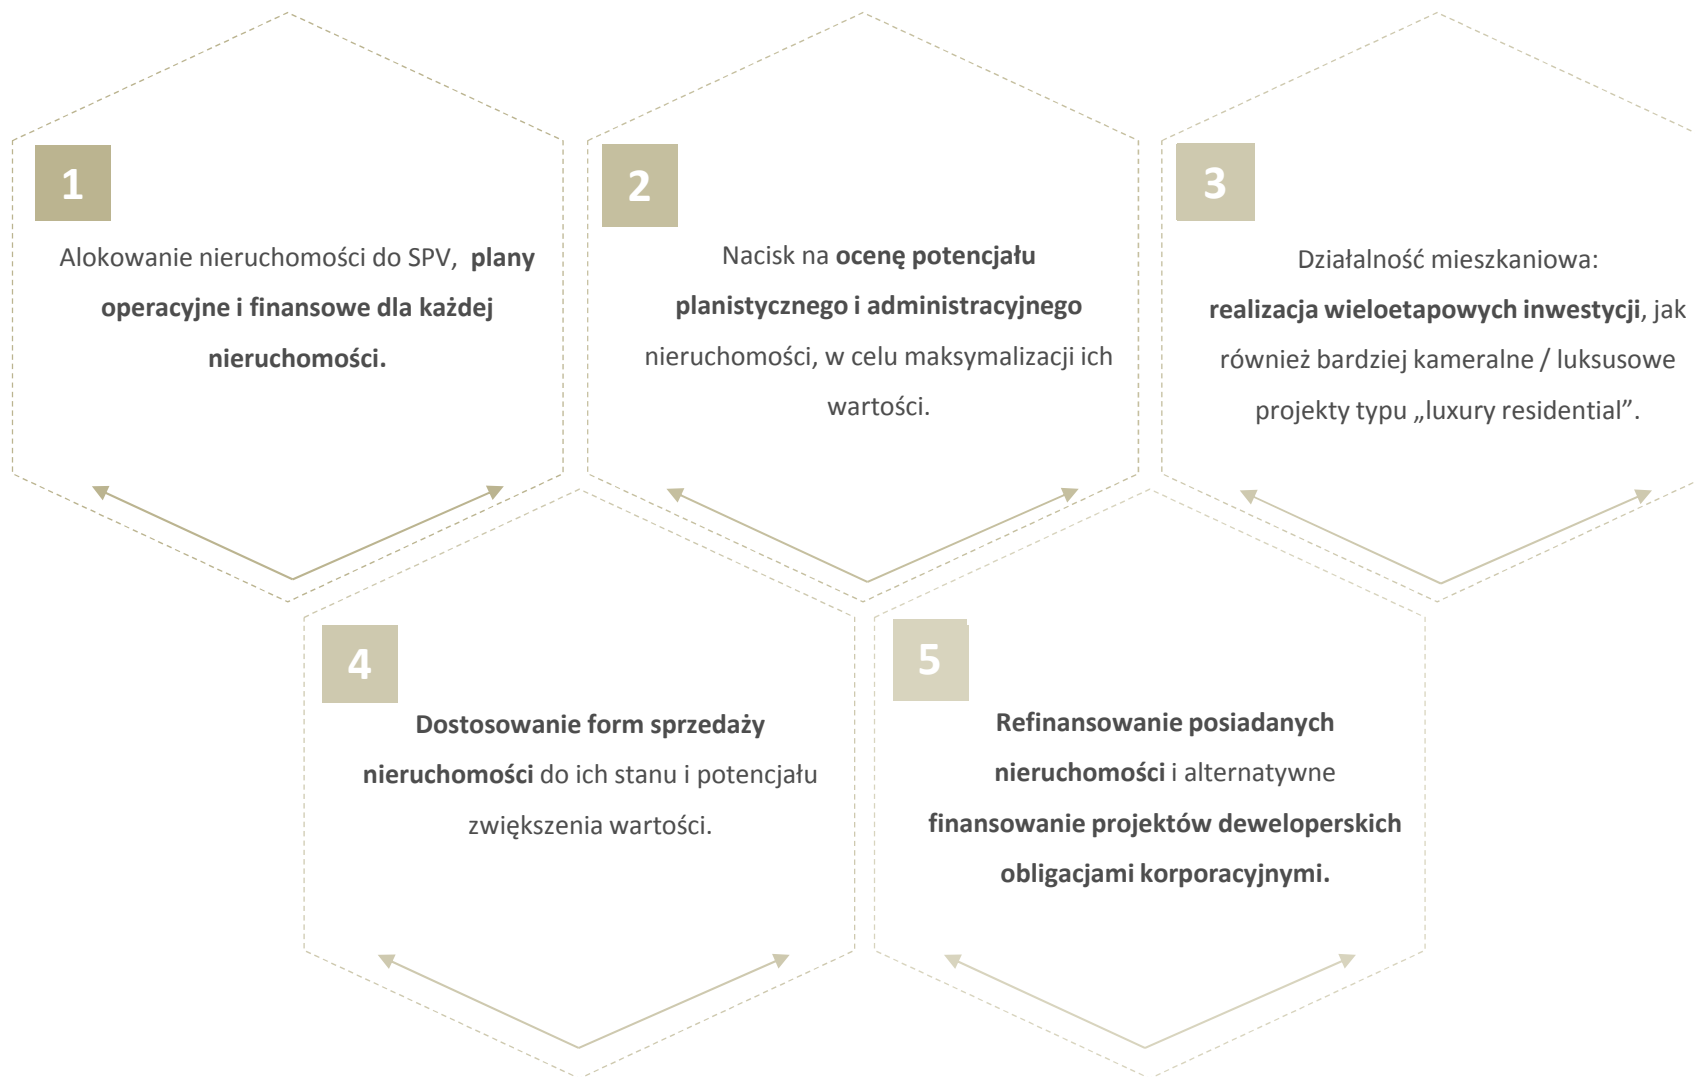 1
Alokowanie nieruchomości do SPV, plany
operacyjne i finansowe dla każdej
nieruchomości.
2
Nacisk na ocenę potencjału
planistycznego i administracyjnego
nieruchomości, w celu maksymalizacji ich
wartości.
3
Działalność mieszkaniowa:
realizacja wieloetapowych inwestycji, jak
również bardziej kameralne / luksusowe
projekty typu „luxury residential”.
4
Dostosowanie form sprzedaży
nieruchomości do ich stanu i potencjału
zwiększenia wartości.
5
Refinansowanie posiadanych
nieruchomości i alternatywne
finansowanie projektów deweloperskich
obligacjami korporacyjnymi.